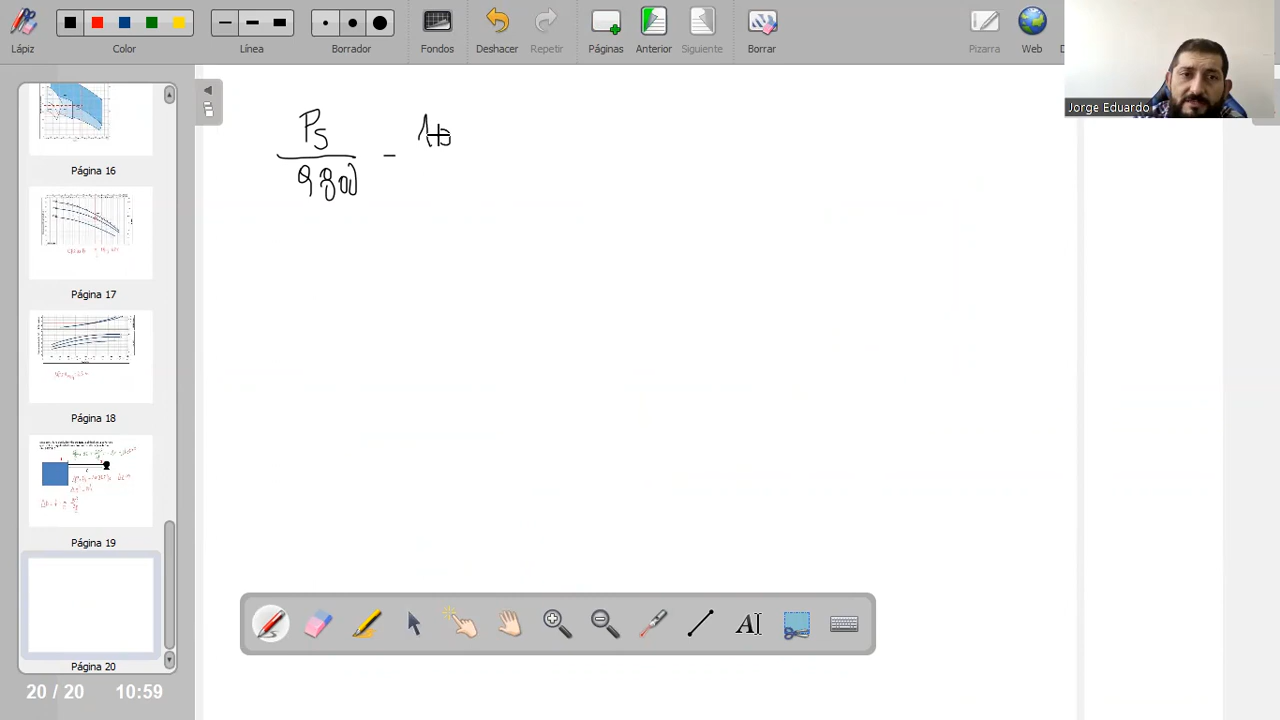 Lápiz
Color
Línea
Borrador
Fondos
Deshacer
Repetir
Páginas
Anterior
Siguiente
Borrar
Pizarra
Web
Jorge Eduardo
Ps
9800
-
Página 16
Página 17
Página 18
Página 19
Página 20
20 / 20
10:59